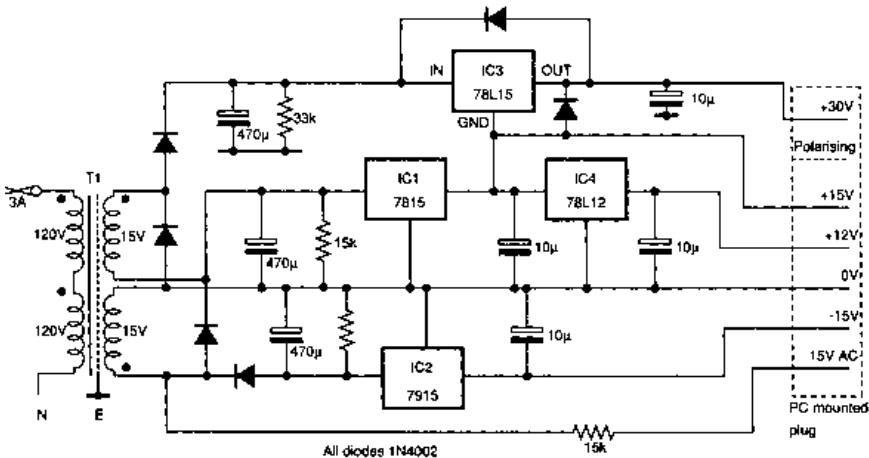 IN
IC3
78L15
OUT
GND
470µ
33k
10µ
+30V
Polarising
T1
3A
120V
15V
IC1
7815
IC4
78L12
+15V
470µ
15k
10µ
10µ
+12V
0V
120V
15V
470µ
10µ
-15V
IC2
7915
15V AC
N
E
PC mounted
plug
15k
All diodes 1N4002